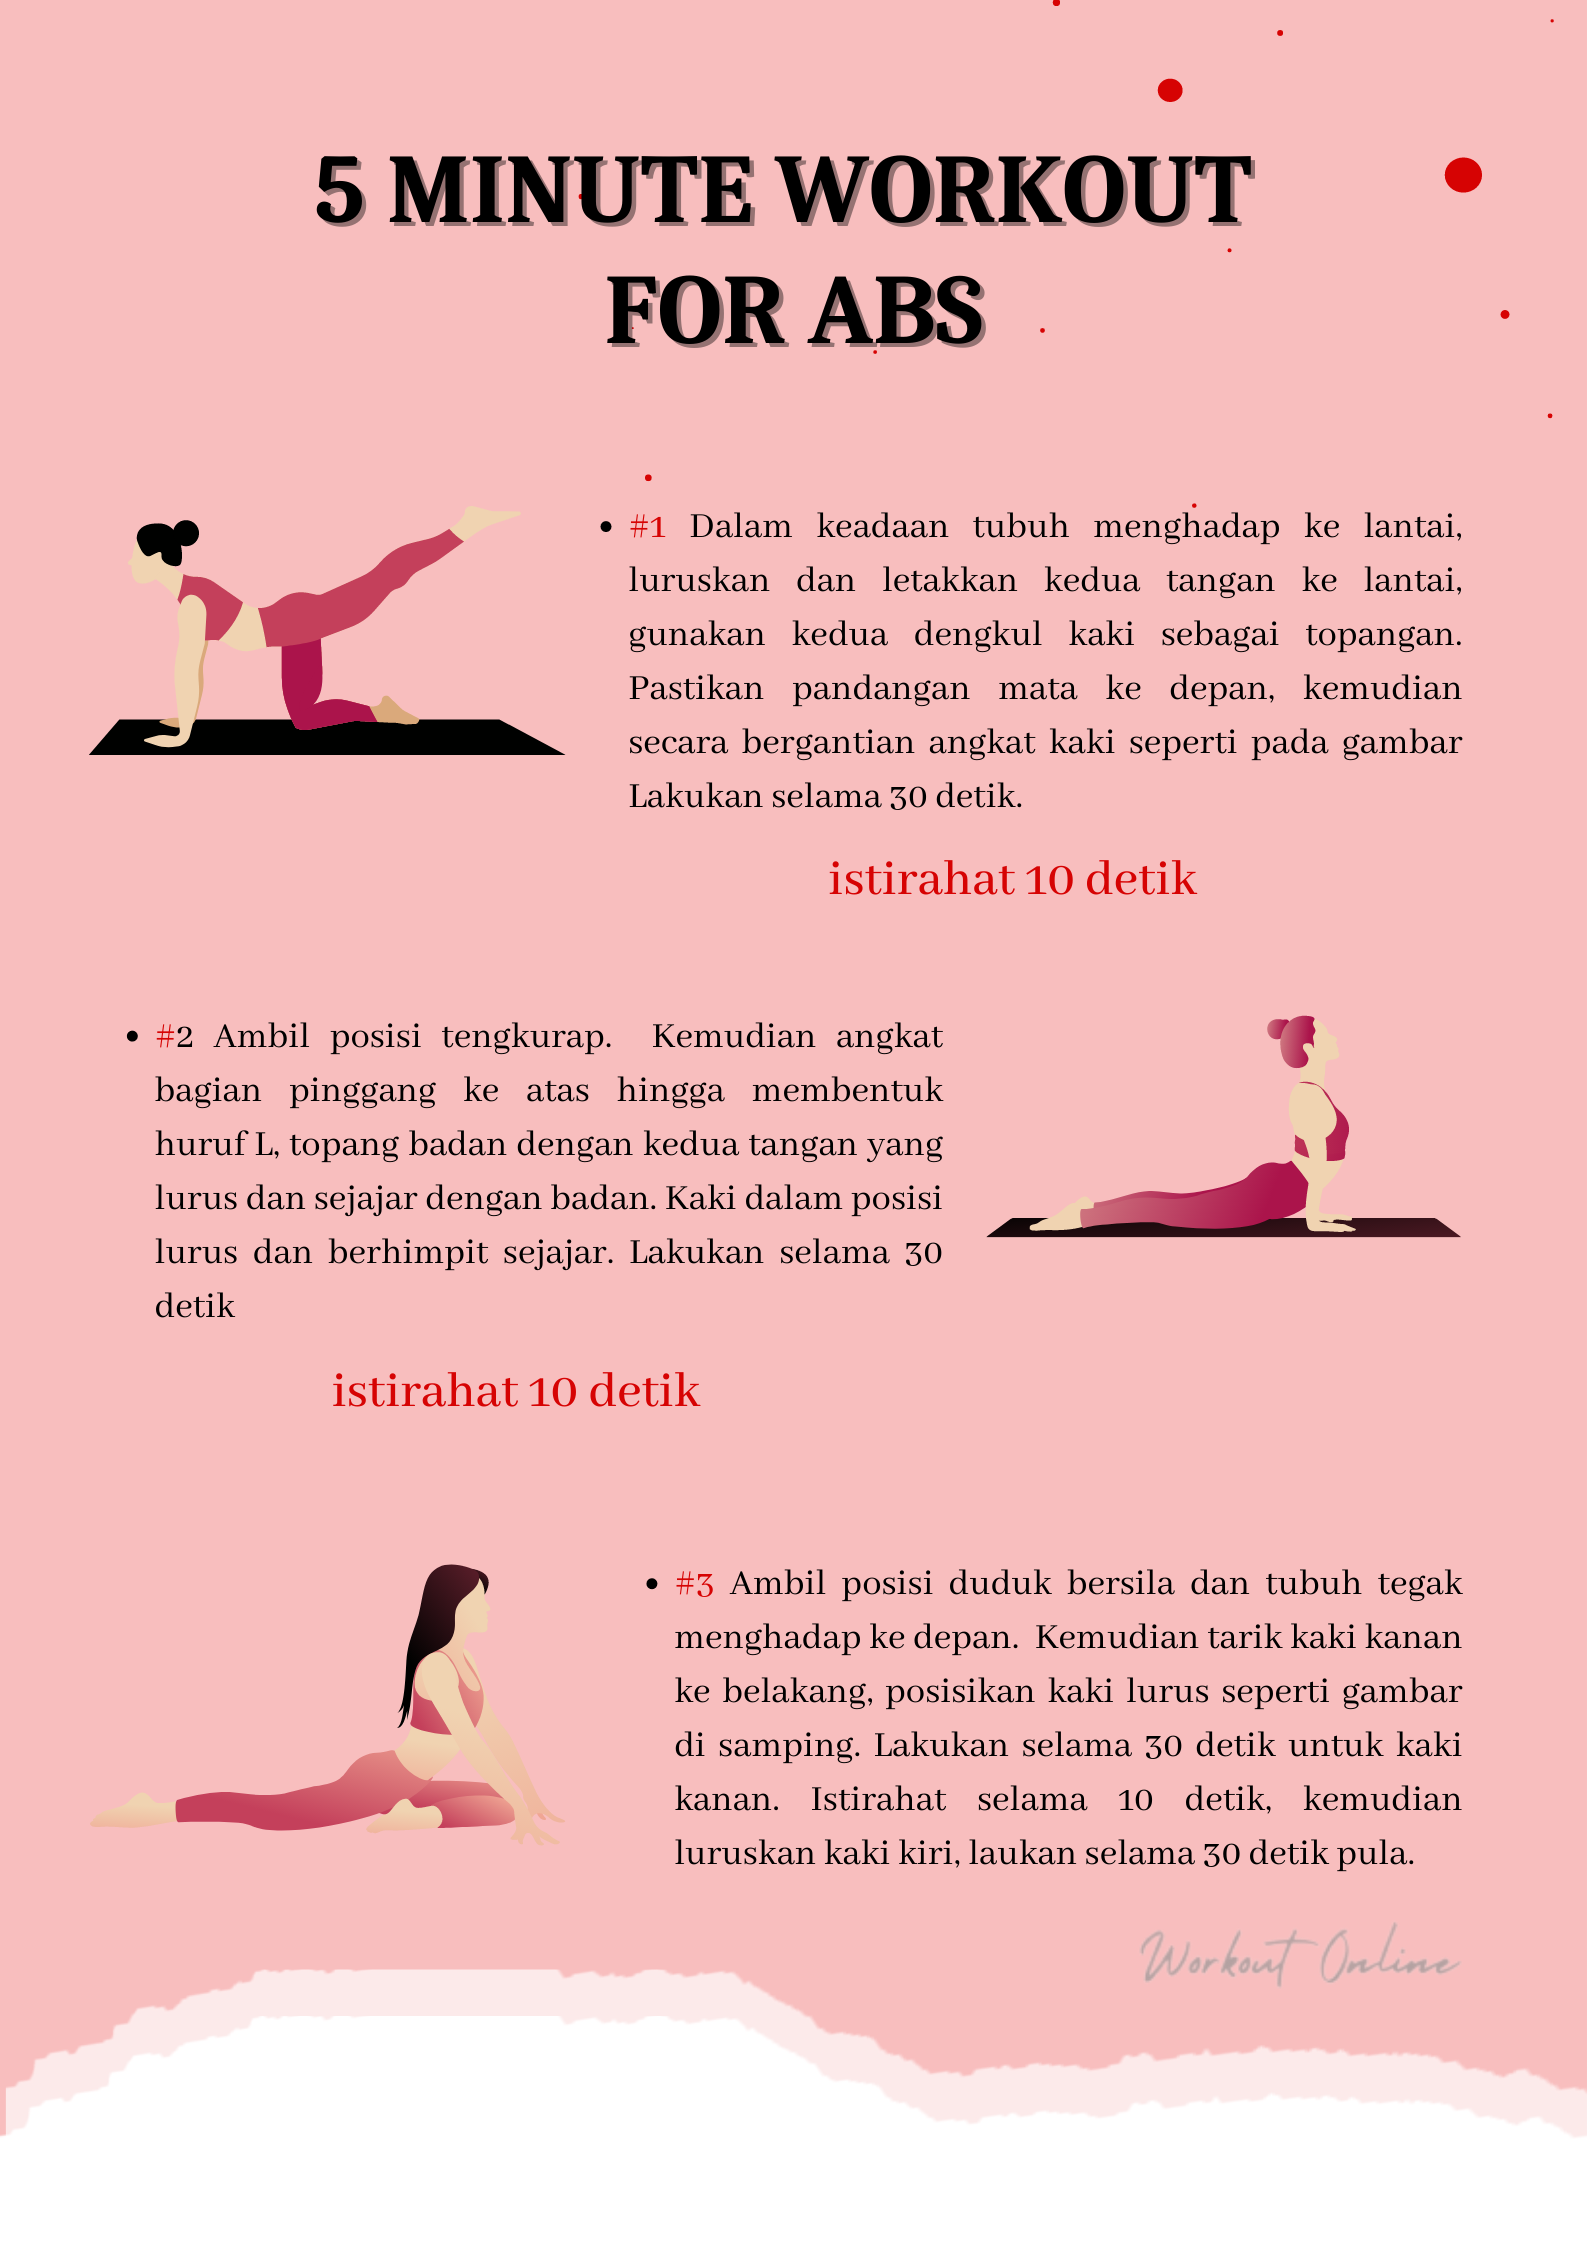 5 MINUTE WORKOUT
FOR ABS
• #1 Dalam keadaan tubuh menghadap ke lantai,
luruskan dan letakkan kedua tangan ke lantai,
gunakan kedua dengkul kaki sebagai topangan.
Pastikan pandangan mata ke depan, kemudian
secara bergantian angkat kaki seperti pada gambar
Lakukan selama 30 detik.
istirahat 10 detik
• #2 Ambil posisi tengkurap. Kemudian angkat
bagian pinggang ke atas hingga membentuk
huruf L, topang badan dengan kedua tangan yang
lurus dan sejajar dengan badan. Kaki dalam posisi
lurus dan berhimpit sejajar. Lakukan selama 30
detik
istirahat 10 detik
• #3 Ambil posisi duduk bersila dan tubuh tegak
menghadap ke depan. Kemudian tarik kaki kanan
ke belakang, posisikan kaki lurus seperti gambar
di samping. Lakukan selama 30 detik untuk kaki
kanan. Istirahat selama 10 detik, kemudian
luruskan kaki kiri, laukan selama 30 detik pula.
Workout Online